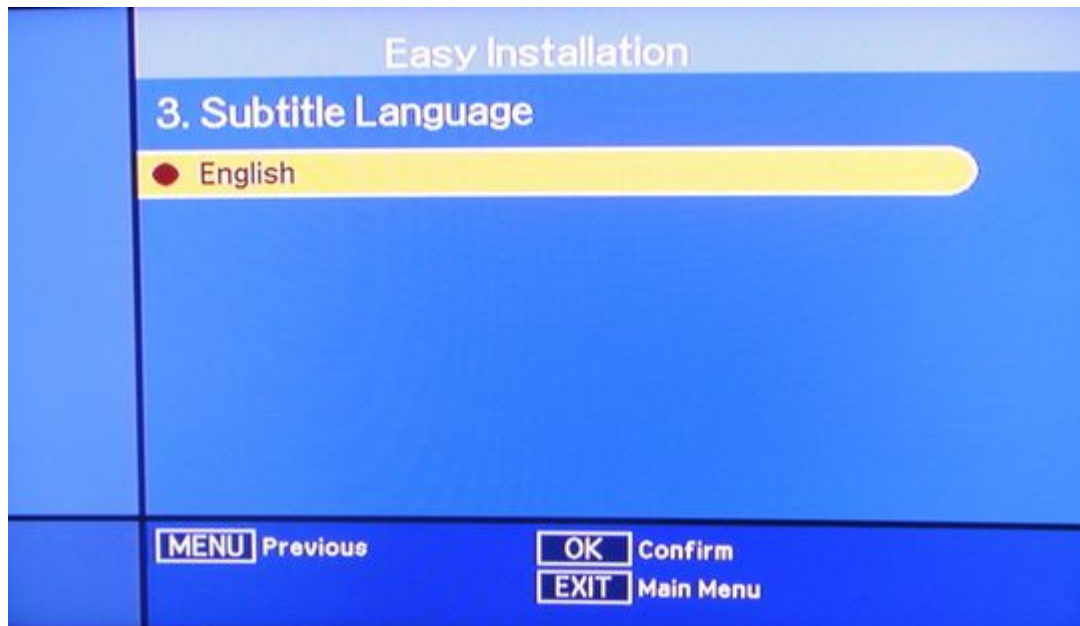 Easy Installation
3. Subtitle Language
English
MENU Previous
OK Confirm
EXIT Main Menu